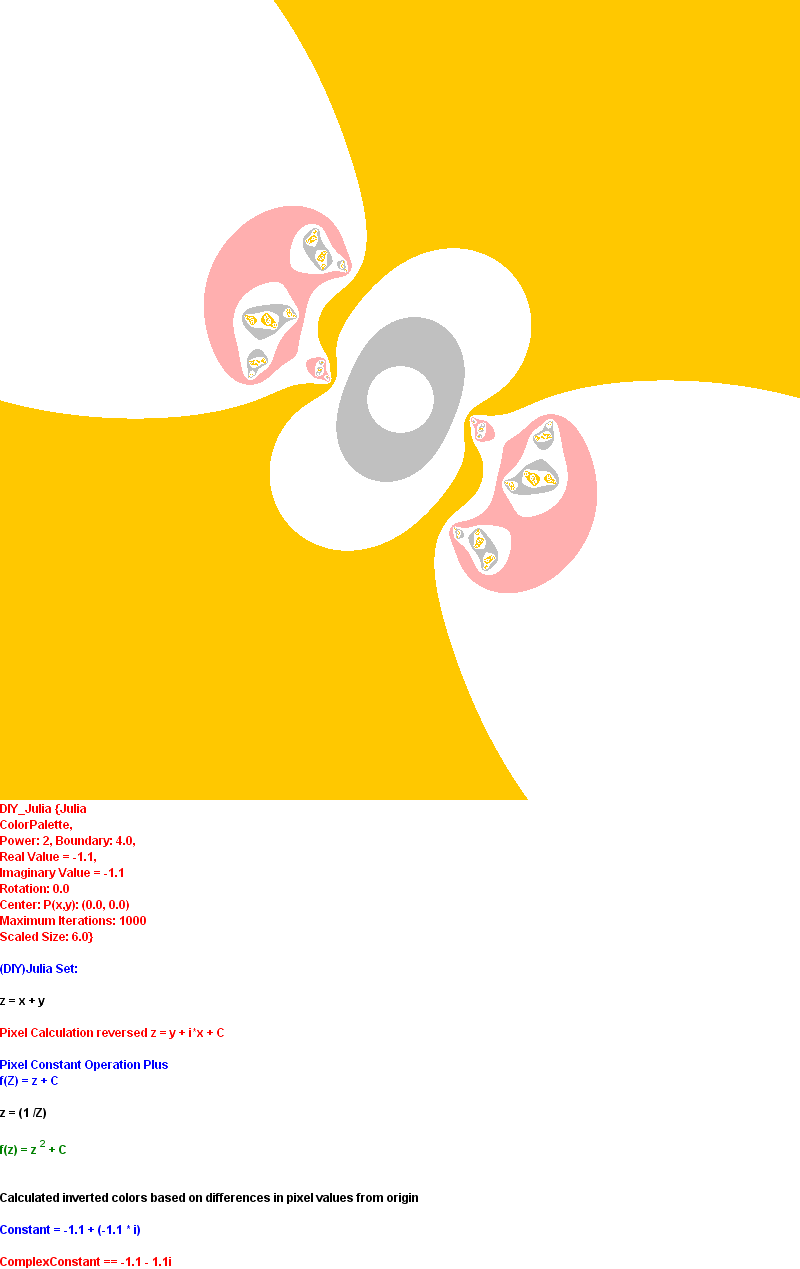 DIY_Julia {Julia
ColorPalette,
Power: 2, Boundary: 4.0,
Real Value = -1.1,
Imaginary Value = -1.1
Rotation: 0.0
Center: P(x,y): (0.0, 0.0)
Maximum Iterations: 1000
Scaled Size: 6.0}
(DIY)Julia Set:
z = x + y
Pixel Calculation reversed z = y + i*x + C
Pixel Constant Operation Plus
f(Z) = z + C
z = (1 /Z)
f(z) = z ² + C
Calculated inverted colors based on differences in pixel values from origin
Constant = -1.1 + (-1.1 * i)
ComplexConstant == -1.1 - 1.1i